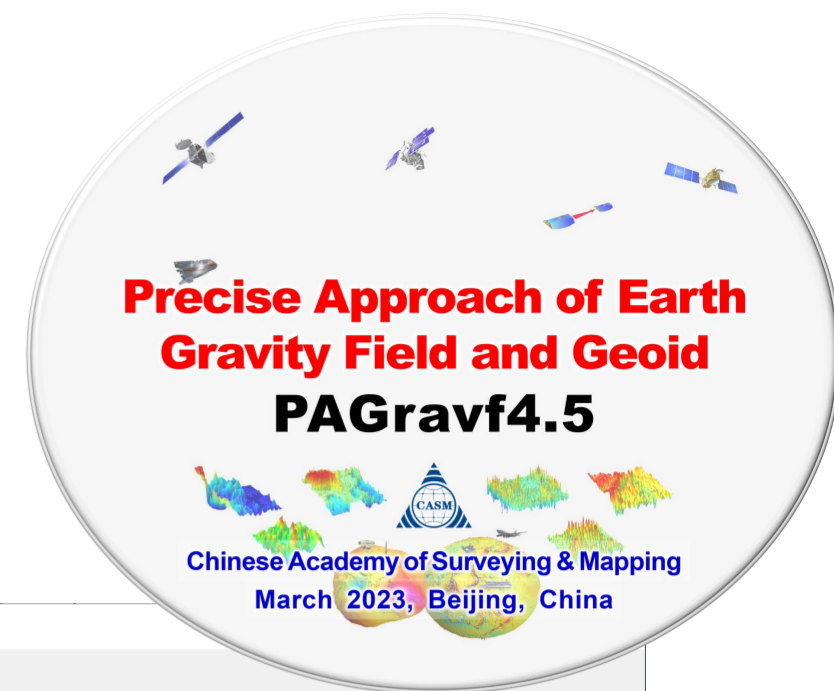 Precise Approach of Earth
Gravity Field and Geoid
PAGravf4.5
CASM
Chinese Academy of Surveying & Mapping
March 2023, Beijing, China